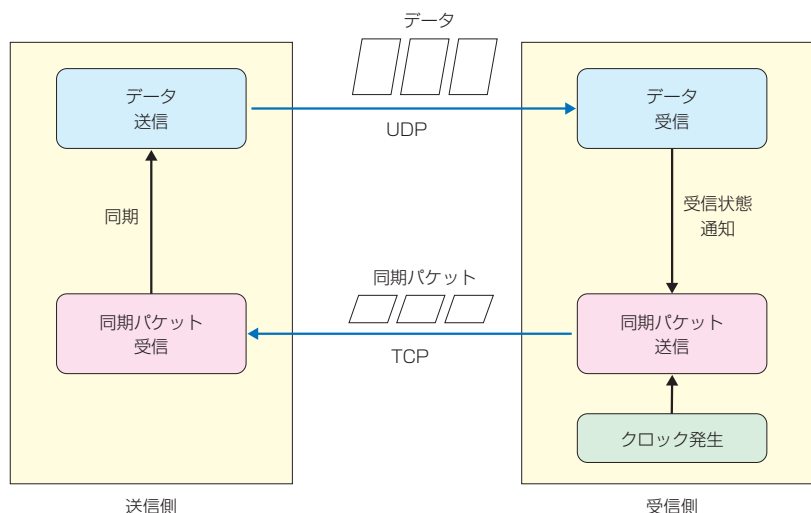 データ
データ
送信
UDP
データ
受信
同期
受信状態
通知
同期パケット
同期パケット
受信
TCP
同期パケット
送信
クロック発生
送信側
受信側